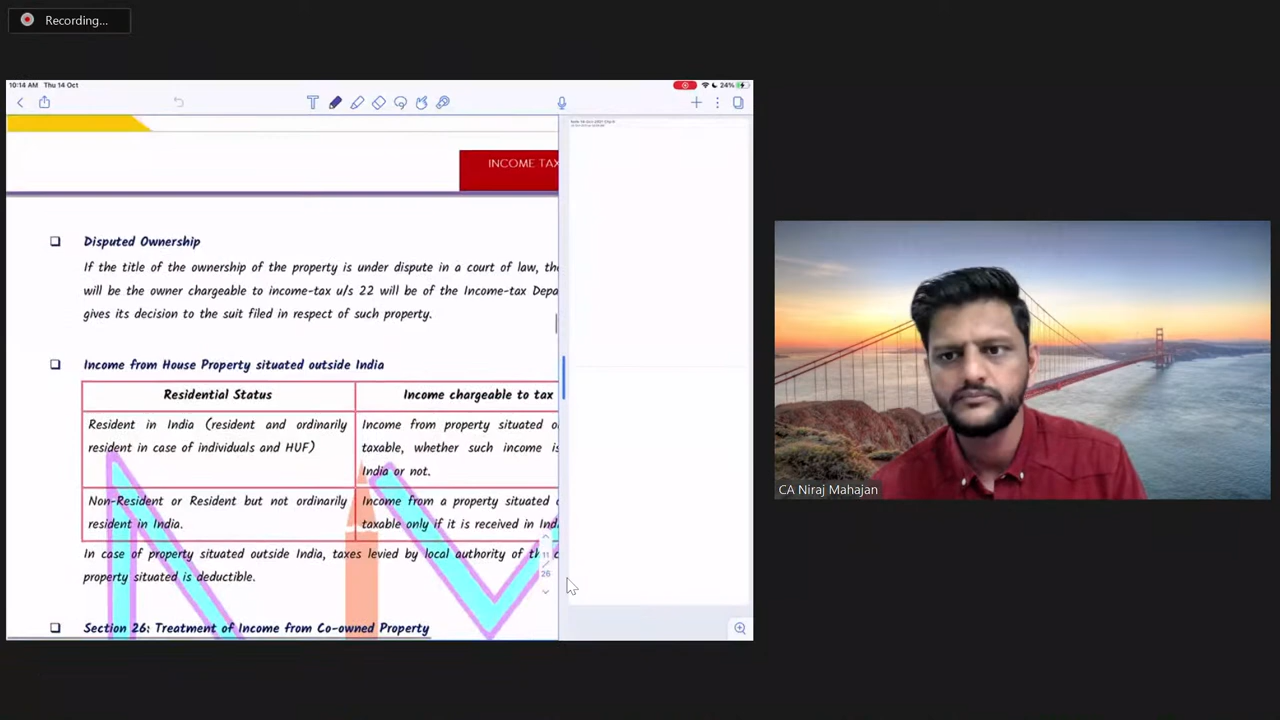 Recording...
10:14 AM Thu 14 Oct
24%
INCOME TAX
Disputed Ownership
If the title of the ownership of the property is under dispute in a court of law, the
will be the owner chargeable to income-tax u/s 22 will be of the Income-tax Depa
gives its decision to the suit filed in respect of such property.
Income from House Property situated outside India
Residential Status
Income chargeable to tax
Resident in India (resident and ordinarily
resident in case of individuals and HUF)
Income from property situated o
taxable, whether such income is
India or not.
Non-Resident or Resident but not ordinarily
resident in India.
Income from a property situated o
taxable only if it is received in Indi
In case of property situated outside India, taxes levied by local authority of the c
property situated is deductible.
11
26
Section 26: Treatment of Income from Co-owned Property
CA Niraj Mahajan